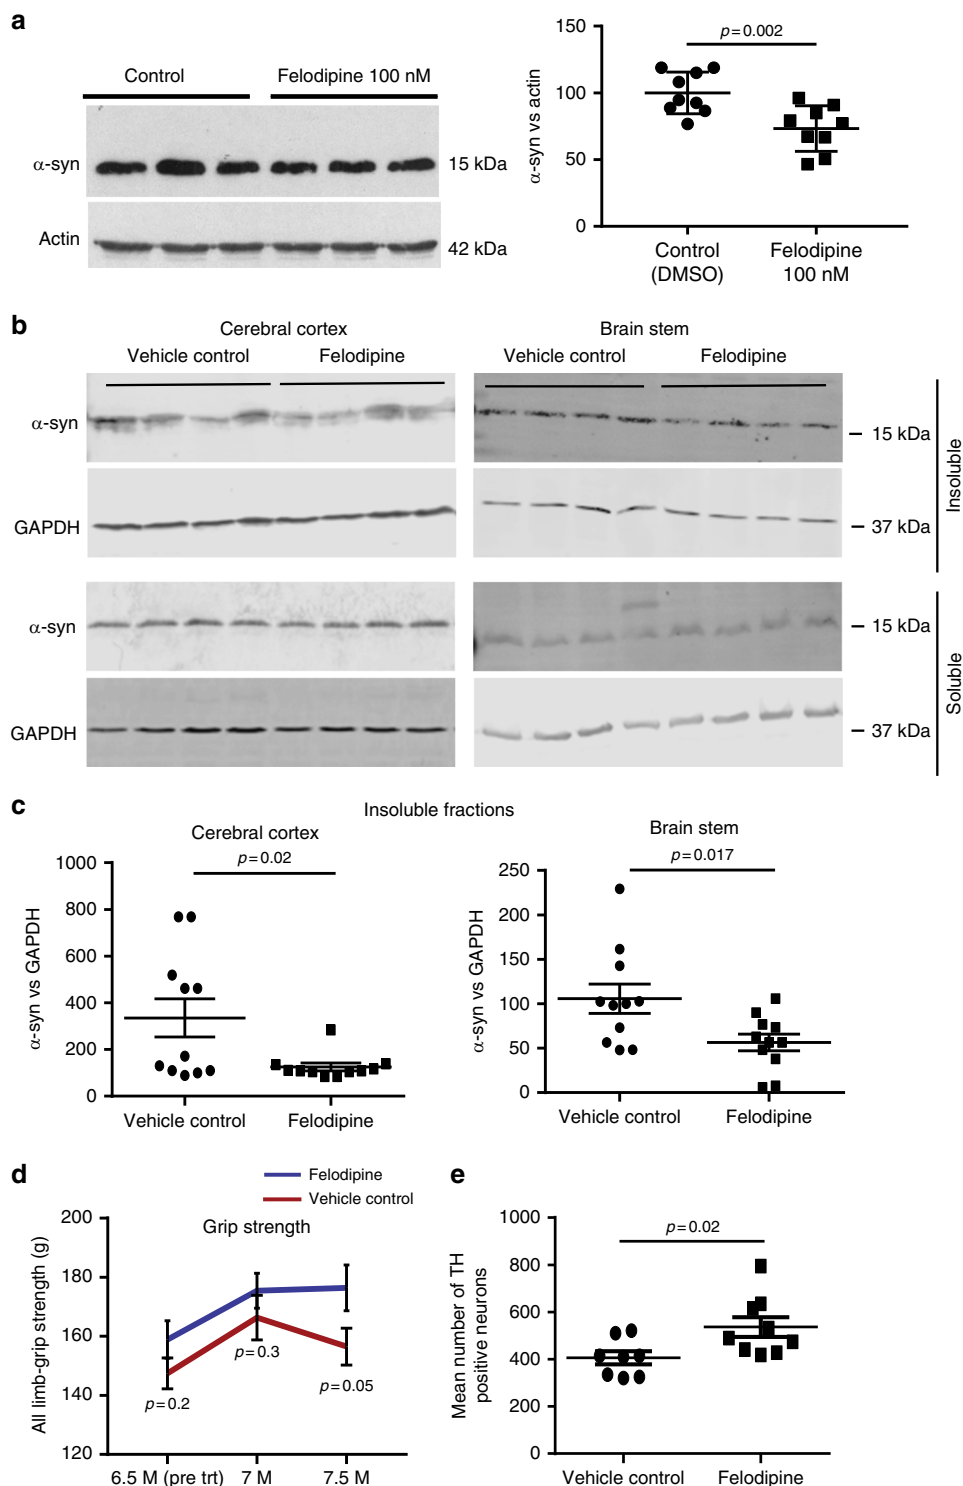 a
Control
Felodipine 100 nM
α-syn
15 kDa
Actin
42 kDa
p=0.002
α-syn vs actin
150
100
50
0
Control
(DMSO)
Felodipine
100 nM
b
Cerebral cortex
Brain stem
Vehicle control
Felodipine
Vehicle control
Felodipine
α-syn
15 kDa
GAPDH
37 kDa
Insoluble
α-syn
15 kDa
GAPDH
37 kDa
Soluble
c
Insoluble fractions
Cerebral cortex
p=0.02
α-syn vs GAPDH
1000
800
600
400
200
0
Vehicle control
Felodipine
Brain stem
p=0.017
α-syn vs GAPDH
250
200
150
100
50
0
Vehicle control
Felodipine
d
Felodipine
Vehicle control
Grip strength
All limb-grip strength (g)
200
180
160
140
120
p=0.2
p=0.3
p=0.05
6.5 M (pre trt)
7 M
7.5 M
e
p=0.02
Mean number of TH
positive neurons
1000
800
600
400
200
0
Vehicle control
Felodipine